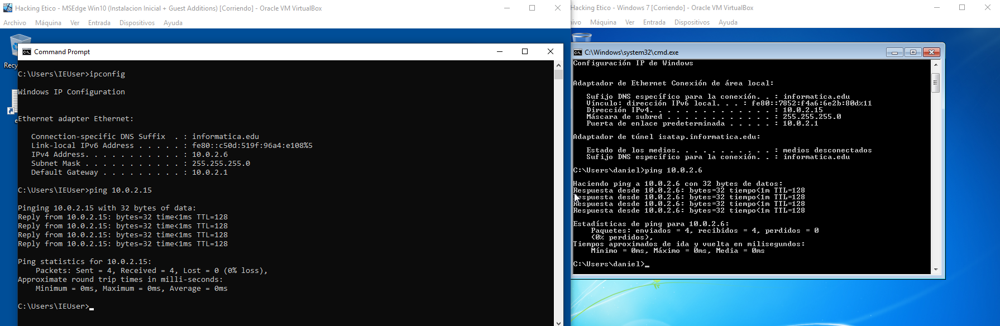 Hacking Etico - MSEdge Win10 (Instalacion Inicial + Guest Additions) [Corriendo] - Oracle VM VirtualBox
Archivo Máquina Ver Entrada Dispositivos Ayuda
Recy
e
Command Prompt
C:\Users\IEUser>ipconfig
Windows IP Configuration
Ethernet adapter Ethernet:
Connection-specific DNS Suffix  . : informatica.edu
Link-local IPv6 Address . . . . . : fe80::c50d:519f:96a4:e108%5
IPv4 Address. . . . . . . . . . . : 10.0.2.6
Subnet Mask . . . . . . . . . . . : 255.255.255.0
Default Gateway . . . . . . . . . : 10.0.2.1
C:\Users\IEUser>ping 10.0.2.15
Pinging 10.0.2.15 with 32 bytes of data:
Reply from 10.0.2.15: bytes=32 time<1ms TTL=128
Reply from 10.0.2.15: bytes=32 time<1ms TTL=128
Reply from 10.0.2.15: bytes=32 time<1ms TTL=128
Reply from 10.0.2.15: bytes=32 time<1ms TTL=128
Ping statistics for 10.0.2.15:
Packets: Sent = 4, Received = 4, Lost = 0 (0% loss),
Approximate round trip times in milli-seconds:
Minimum = 0ms, Maximum = 0ms, Average = 0ms
C:\Users\IEUser>
Hacking Etico - Windows 7 [Corriendo] - Oracle VM VirtualBox
ivo Máquina Ver Entrada Dispositivos Ayuda
C:\Windows\system32\cmd.exe
Configuración IP de Windows
Adaptador de Ethernet Conexión de área local:
Sufijo DNS específico para la conexión. . : informatica.edu
Vínculo: dirección IPv6 local. . . : fe80::7852:f4a6:6e2b:80d%11
Dirección IPv4. . . . . . . . . . . . . . : 10.0.2.15
Máscara de subred . . . . . . . . . . . . : 255.255.255.0
Puerta de enlace predeterminada . . . . . : 10.0.2.1
Adaptador de túnel isatap.informatica.edu:
Estado de los medios. . . . . . . . . . . : medios desconectados
Sufijo DNS específico para la conexión. . : informatica.edu
C:\Users\daniel>ping 10.0.2.6
Haciendo ping a 10.0.2.6 con 32 bytes de datos:
Respuesta desde 10.0.2.6: bytes=32 tiempo<1m TTL=128
Respuesta desde 10.0.2.6: bytes=32 tiempo<1m TTL=128
Respuesta desde 10.0.2.6: bytes=32 tiempo<1m TTL=128
Respuesta desde 10.0.2.6: bytes=32 tiempo<1m TTL=128
Estadísticas de ping para 10.0.2.6:
Paquetes: enviados = 4, recibidos = 4, perdidos = 0
(0% perdidos),
Tiempos aproximados de ida y vuelta en milisegundos:
Mínimo = 0ms, Máximo = 0ms, Media = 0ms
C:\Users\daniel>